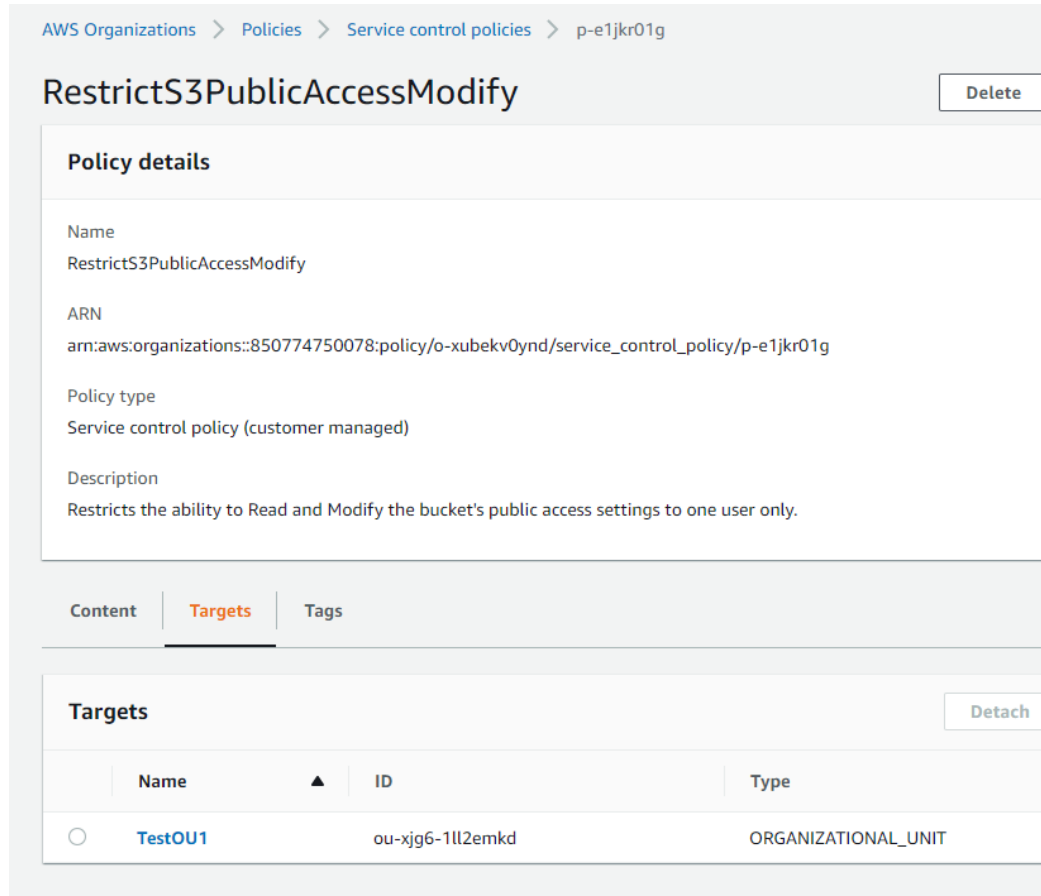 AWS Organizations > Policies > Service control policies > p-e1jkr01g
RestrictS3PublicAccessModify
Delete
Policy details
Name
RestrictS3PublicAccessModify
ARN
arn:aws:organizations::850774750078:policy/o-xubekv0ynd/service_control_policy/p-e1jkr01g
Policy type
Service control policy (customer managed)
Description
Restricts the ability to Read and Modify the bucket's public access settings to one user only.
Content Targets Tags
Targets
Detach
Name ▲ ID Type
TestOU1 ou-xjg6-1ll2emkd ORGANIZATIONAL_UNIT